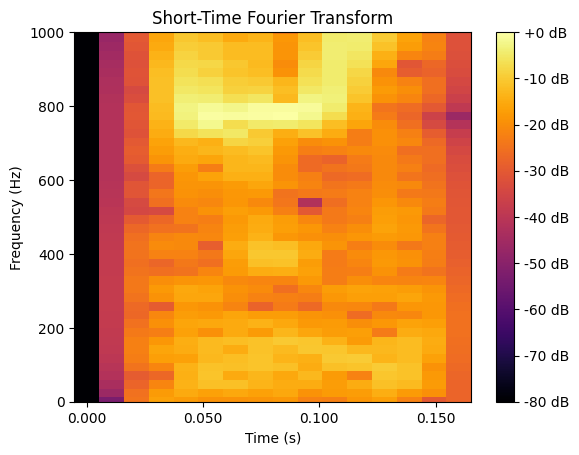 Short-Time Fourier Transform
Frequency (Hz)
1000
800
600
400
200
0
0.000
0.050
0.100
0.150
Time (s)
+0 dB
-10 dB
-20 dB
-30 dB
-40 dB
-50 dB
-60 dB
-70 dB
-80 dB